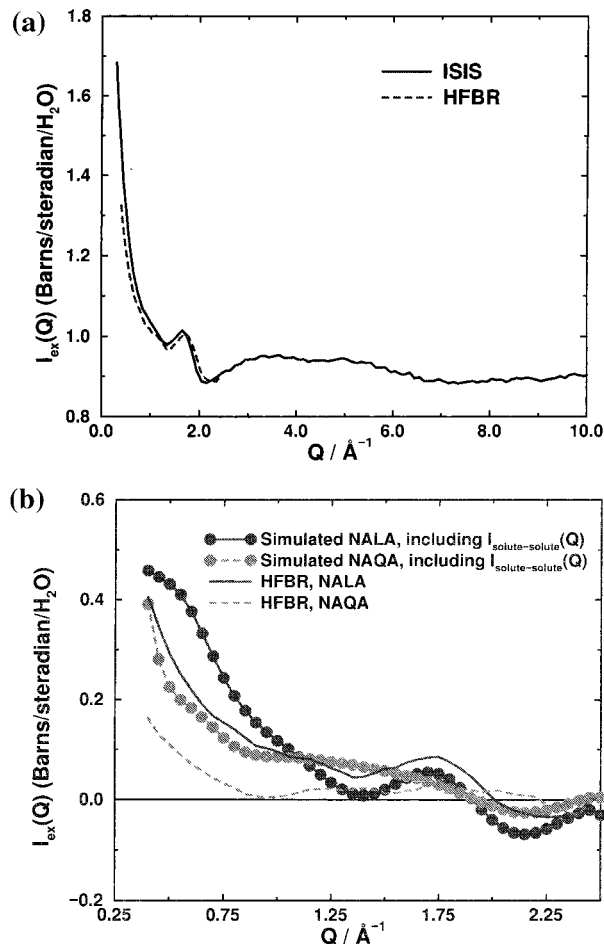 (a)
1.8
1.6
1.4
1.2
1.0
0.8
I_ex(Q) (Barns/steradian/H₂O)
ISIS
HFBR
0.0 2.0 4.0 6.0 8.0 10.0
Q / Å⁻¹
(b)
0.6
0.4
0.2
0.0
−0.2
I_ex(Q) (Barns/steradian/H₂O)
Simulated NALA, including I_solute−solute(Q)
Simulated NAQA, including I_solute−solute(Q)
HFBR, NALA
HFBR, NAQA
0.25 0.75 1.25 1.75 2.25
Q / Å⁻¹